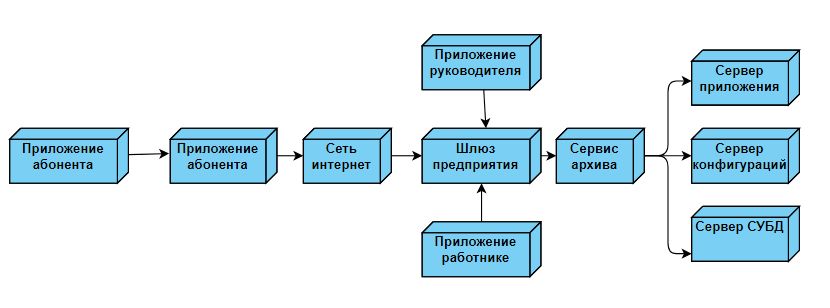 Приложение
руководителя
Сервер
приложения
Приложение
абонента
Приложение
абонента
Сеть
интернет
Шлюз
предприятия
Сервис
архива
Сервер
конфигураций
Приложение
работнике
Сервер СУБД